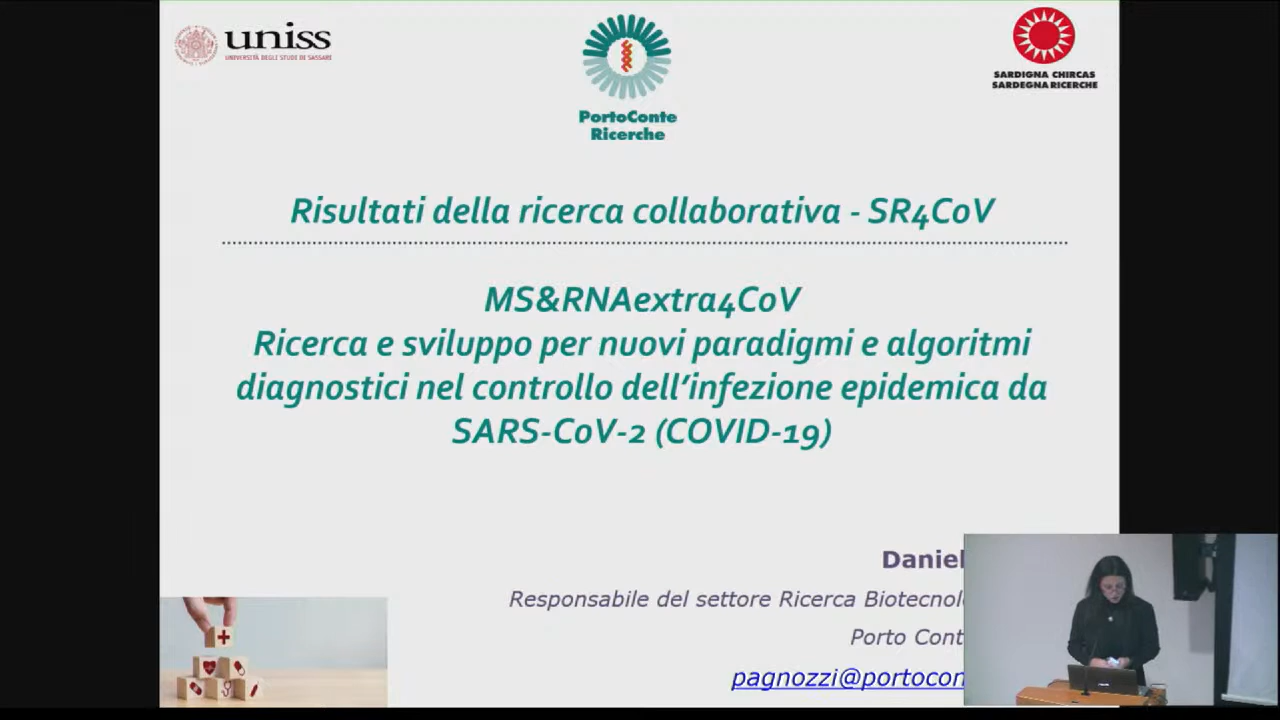 uniss
UNIVERSITÀ DEGLI STUDI DI SASSARI
PortoConte
Ricerche
SARDIGNA CHIRCAS
SARDEGNA RICERCHE
Risultati della ricerca collaborativa - SR4CoV
MS&RNAextra4CoV
Ricerca e sviluppo per nuovi paradigmi e algoritmi
diagnostici nel controllo dell’infezione epidemica da
SARS-CoV-2 (COVID-19)
Daniel
Responsabile del settore Ricerca Biotecnol
Porto Cont
pagnozzi@portocon